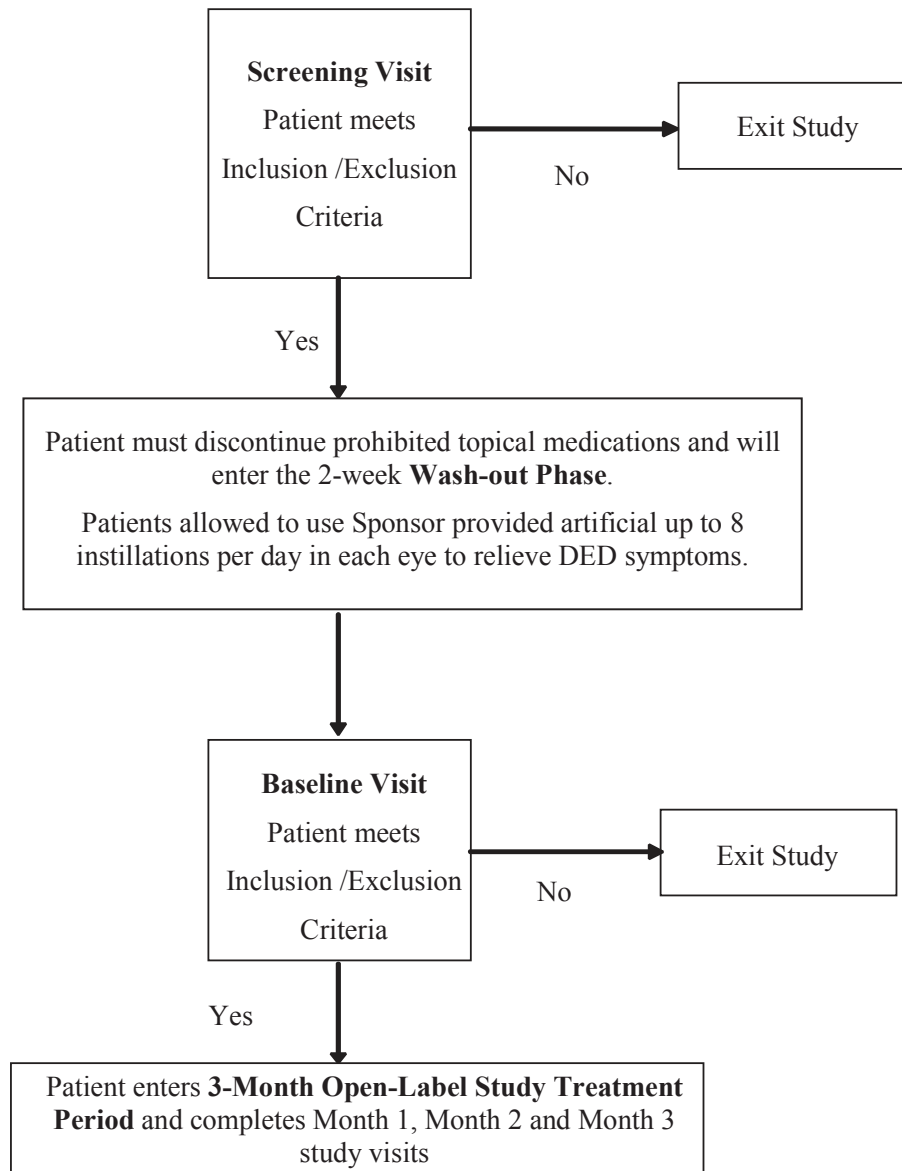 Screening Visit
Patient meets
Inclusion /Exclusion
Criteria
Exit Study
No
Yes
Patient must discontinue prohibited topical medications and will
enter the 2-week Wash-out Phase.
Patients allowed to use Sponsor provided artificial up to 8
instillations per day in each eye to relieve DED symptoms.
Baseline Visit
Patient meets
Inclusion /Exclusion
Criteria
Exit Study
No
Yes
Patient enters 3-Month Open-Label Study Treatment
Period and completes Month 1, Month 2 and Month 3
study visits